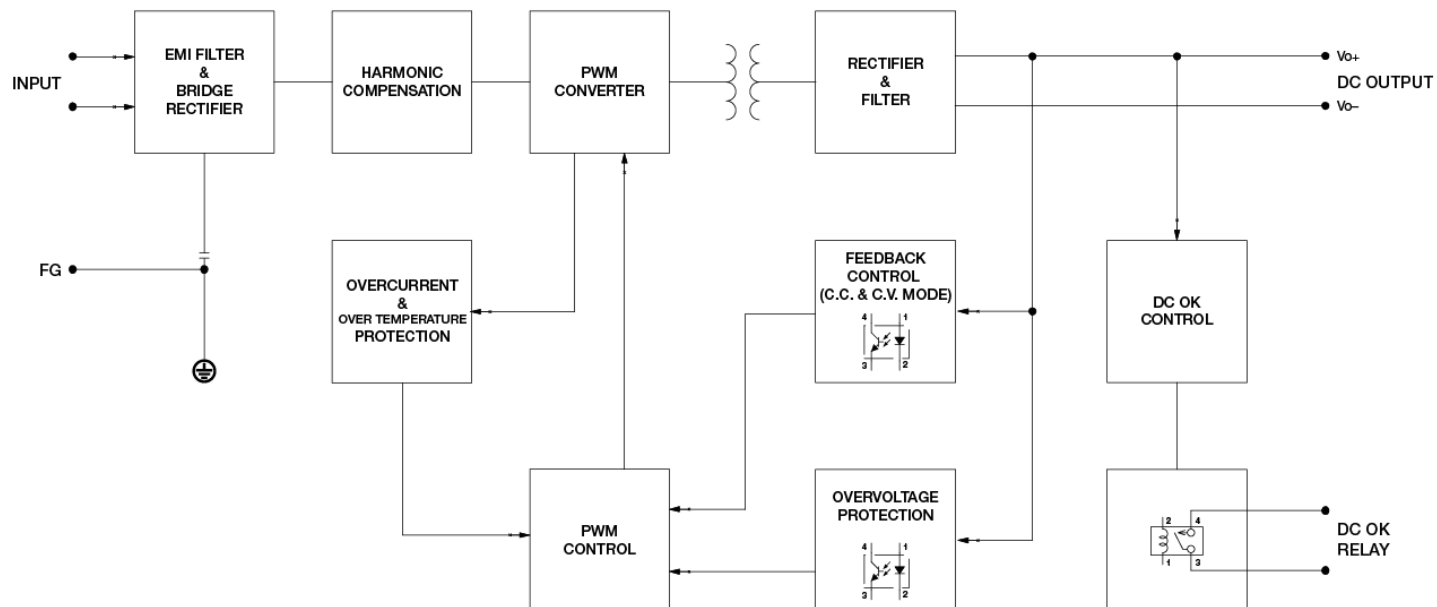 INPUT
EMI FILTER
&
BRIDGE
RECTIFIER
HARMONIC
COMPENSATION
PWM
CONVERTER
RECTIFIER
&
FILTER
Vo+
DC OUTPUT
Vo–
FG
OVERCURRENT
&
OVER TEMPERATURE
PROTECTION
FEEDBACK
CONTROL
(C.C. & C.V. MODE)
4 1
3 2
DC OK
CONTROL
PWM
CONTROL
OVERVOLTAGE
PROTECTION
4 1
3 2
2 4
1 3
DC OK
RELAY